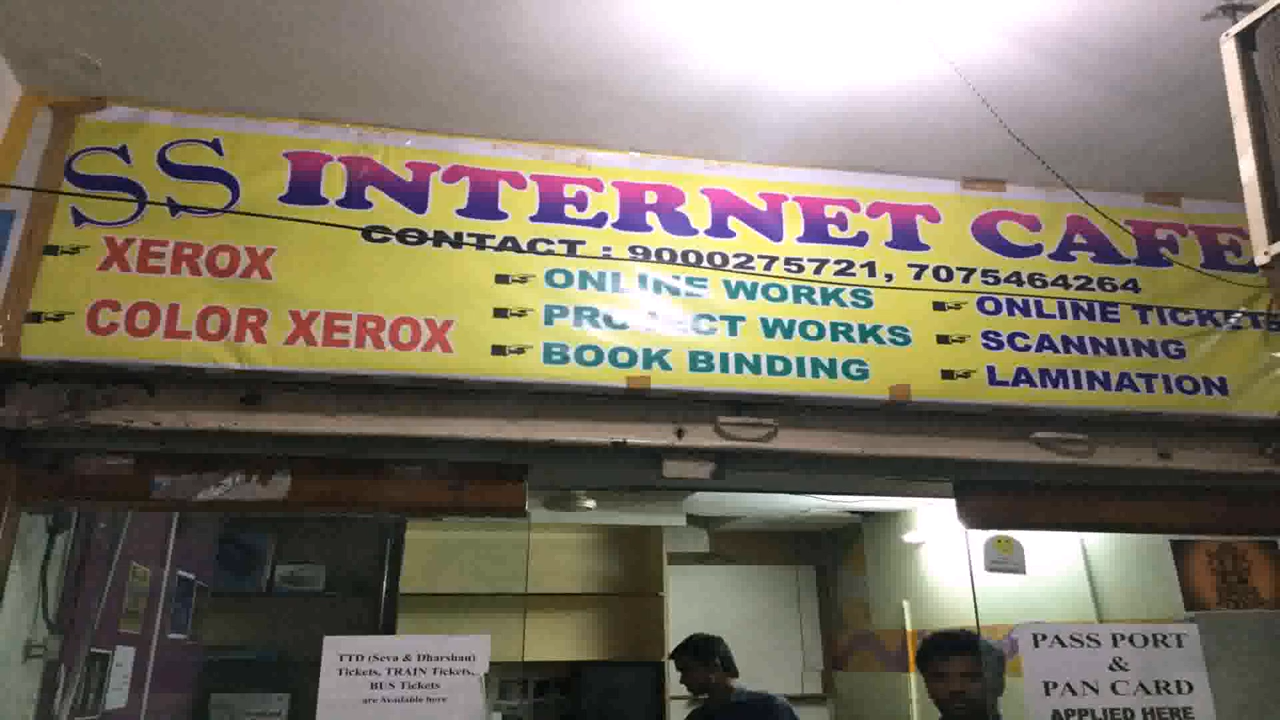 SS INTERNET CAFE
CONTACT : 9000275721, 7075464264
XEROX
COLOR XEROX
ONLINE WORKS
PROJECT WORKS
BOOK BINDING
ONLINE TICKETS
SCANNING
LAMINATION
TTD (Seva & Dharshan)
Tickets, TRAIN Tickets,
BUS Tickets
are Available here
PASS PORT
&
PAN CARD
APPLIED HERE